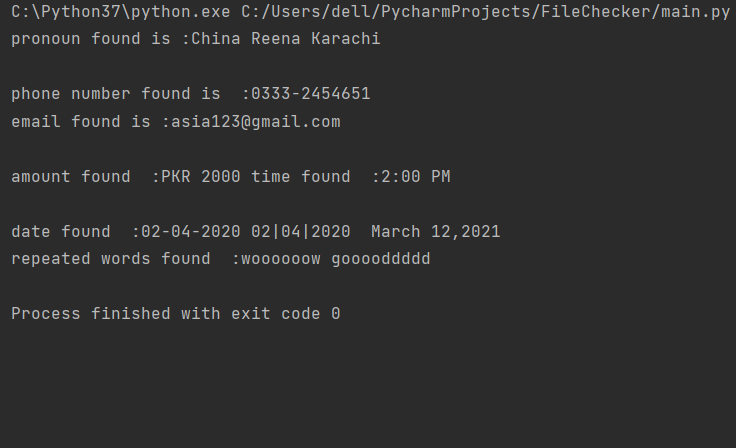 C:\Python37\python.exe C:/Users/dell/PycharmProjects/FileChecker/main.py
pronoun found is :China Reena Karachi
phone number found is  :0333-2454651
email found is :asia123@gmail.com
amount found  :PKR 2000 time found  :2:00 PM
date found  :02-04-2020 02|04|2020  March 12,2021
repeated words found  :woooooow gooooddddd
Process finished with exit code 0